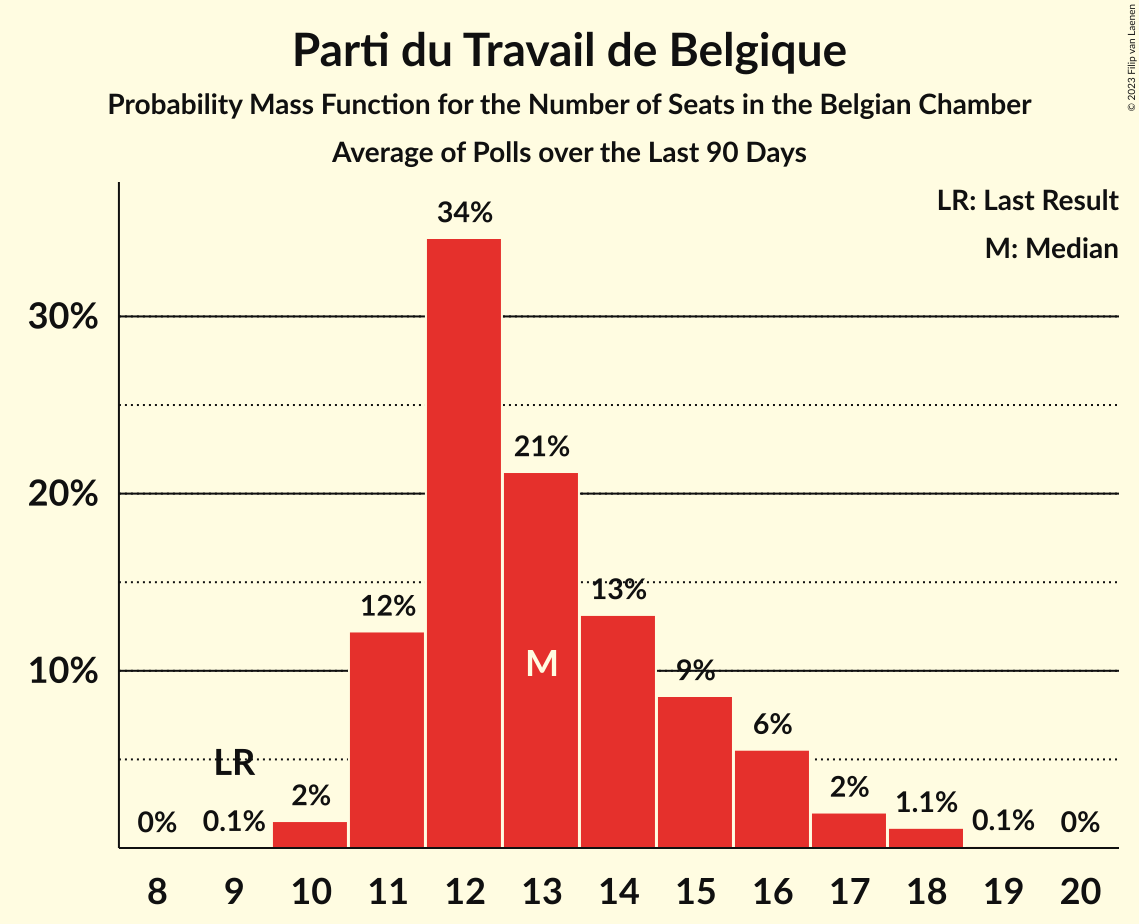 Parti du Travail de Belgique
Probability Mass Function for the Number of Seats in the Belgian Chamber
Average of Polls over the Last 90 Days
© 2023 Filip van Laenen
LR: Last Result
M: Median
34%
30%
21%
20%
13%
12%
10%
9%
M
6%
LR
2%
2%
1.1%
0%
0.1%
0.1%
0%
8 9 10 11 12 13 14 15 16 17 18 19 20